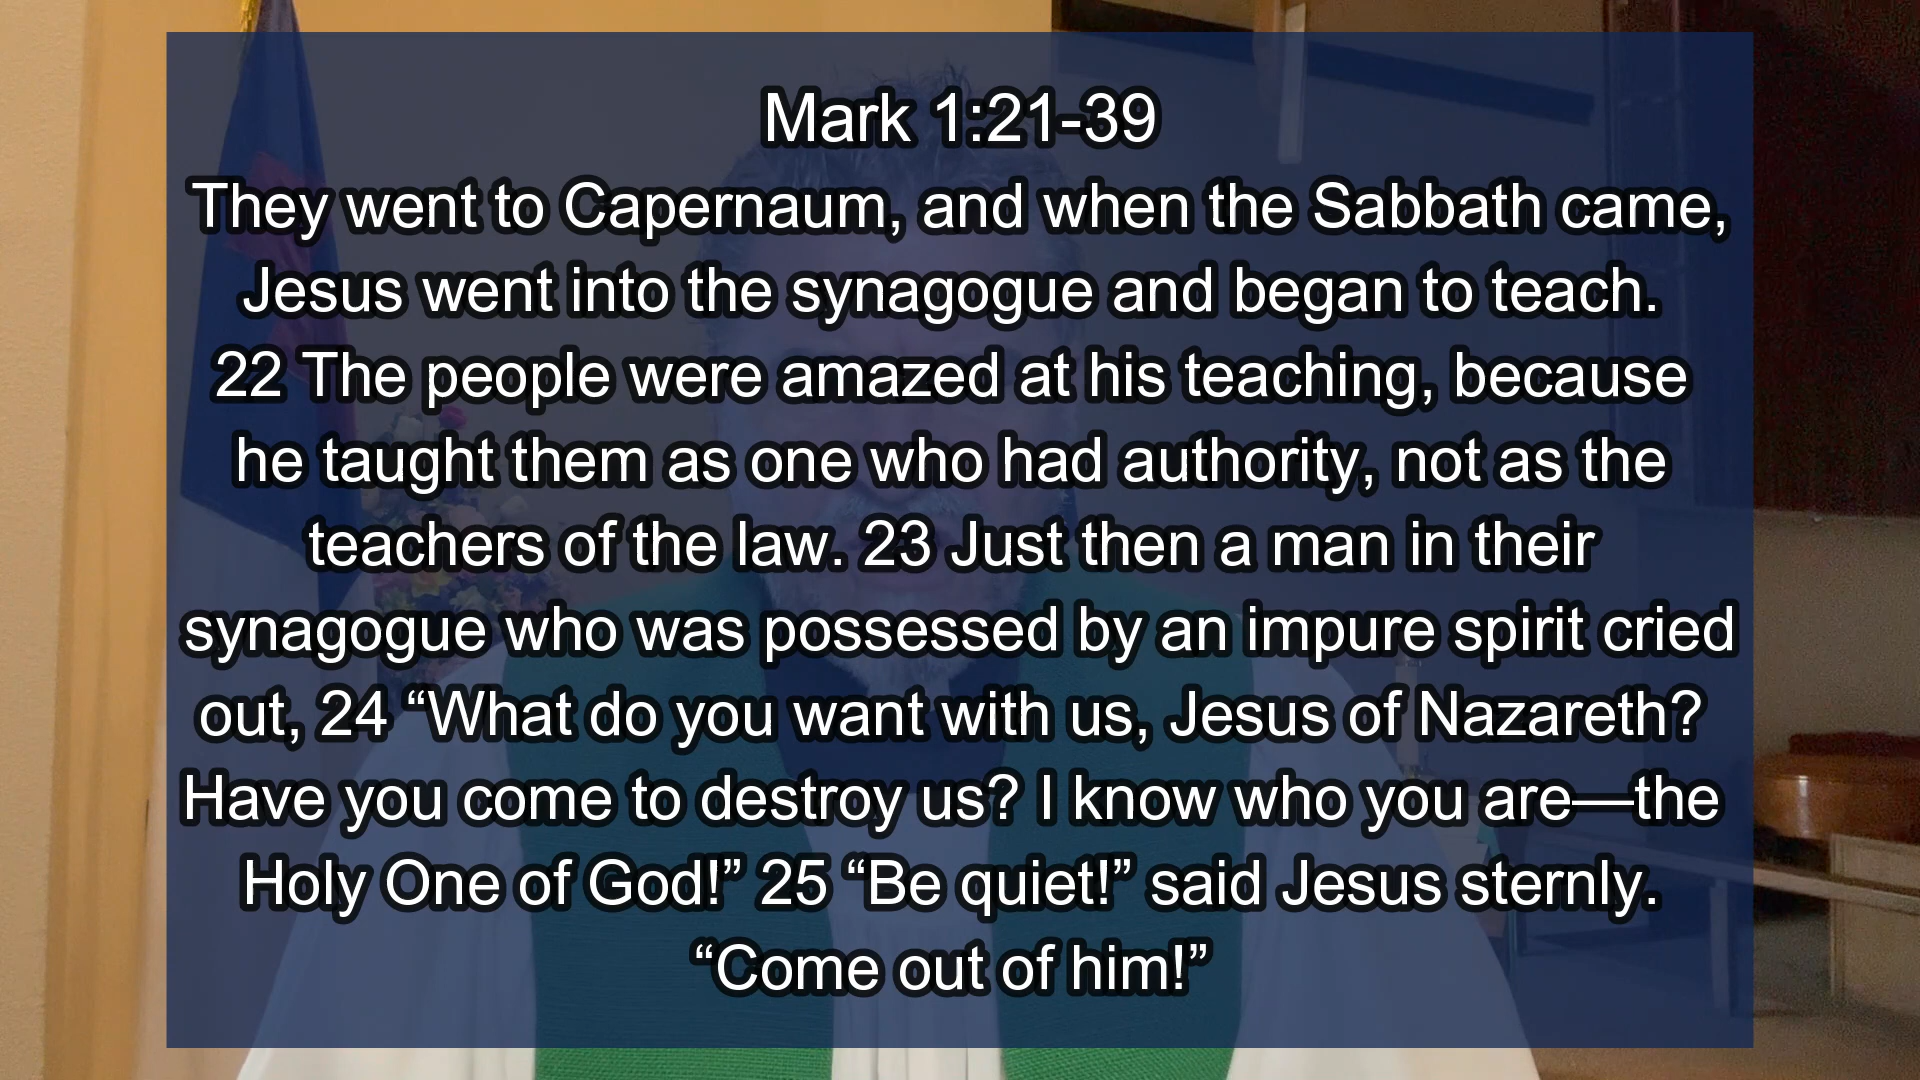 Mark 1:21-39
They went to Capernaum, and when the Sabbath came,
Jesus went into the synagogue and began to teach.
22 The people were amazed at his teaching, because
he taught them as one who had authority, not as the
teachers of the law. 23 Just then a man in their
synagogue who was possessed by an impure spirit cried
out, 24 “What do you want with us, Jesus of Nazareth?
Have you come to destroy us? I know who you are—the
Holy One of God!” 25 “Be quiet!” said Jesus sternly.
“Come out of him!”